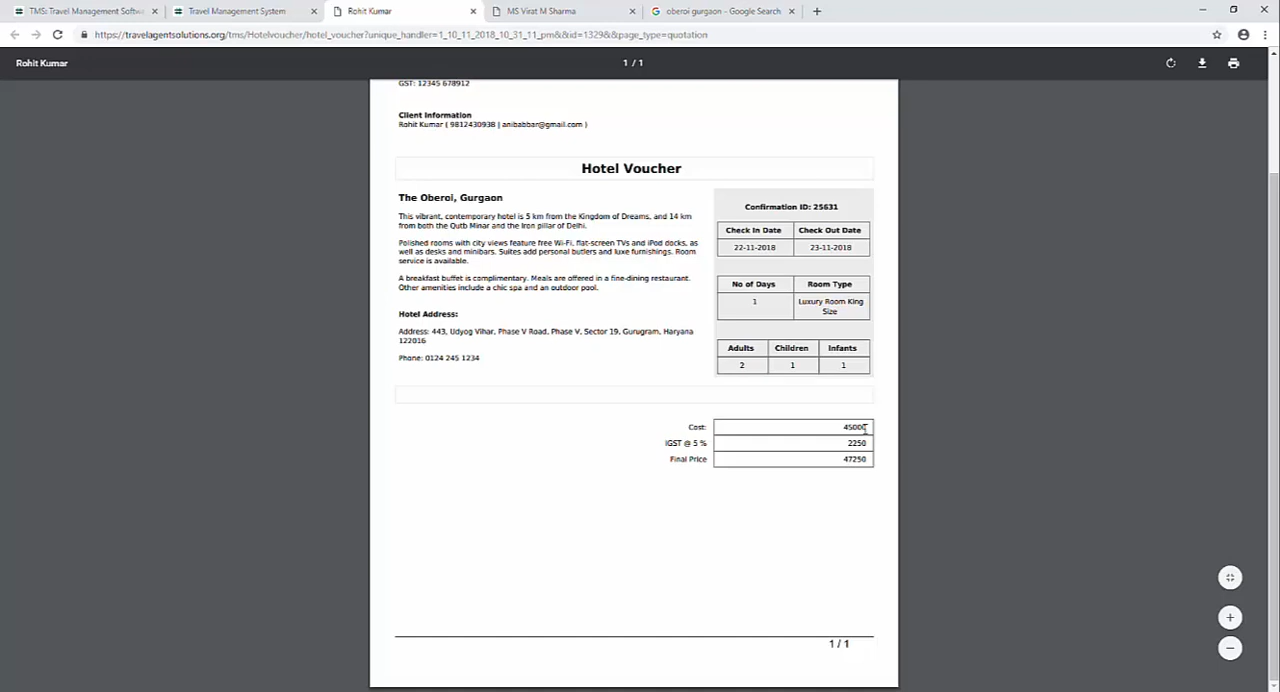 TMS: Travel Management Softw
Travel Management System
Rohit Kumar
MS Virat M Sharma
oberoi gurgaon - Google Search
https://travelagentsolutions.org/tms/Hotelvoucher/hotel_voucher?unique_handler=1_10_11_2018_10_31_11_pm&&id=1329&&page_type=quotation
Rohit Kumar
1 / 1
GST: 12345 678912
Client Information
Rohit Kumar ( 9812430938 | anibabbar@gmail.com )
Hotel Voucher
The Oberoi, Gurgaon
This vibrant, contemporary hotel is 5 km from the Kingdom of Dreams, and 14 km
from both the Qutb Minar and the Iron pillar of Delhi.
Polished rooms with city views feature free Wi-Fi, flat-screen TVs and iPod docks, as
well as desks and minibars. Suites add personal butlers and luxe furnishings. Room
service is available.
A breakfast buffet is complimentary. Meals are offered in a fine-dining restaurant.
Other amenities include a chic spa and an outdoor pool.
Hotel Address:
Address: 443, Udyog Vihar, Phase V Road, Phase V, Sector 19, Gurugram, Haryana
122016
Phone: 0124 245 1234
Confirmation ID: 25631
Check In Date Check Out Date
22-11-2018 23-11-2018
No of Days Room Type
1 Luxury Room King
Size
Adults Children Infants
2 1 1
Cost: 45000
IGST @ 5 % 2250
Final Price 47250
1 / 1